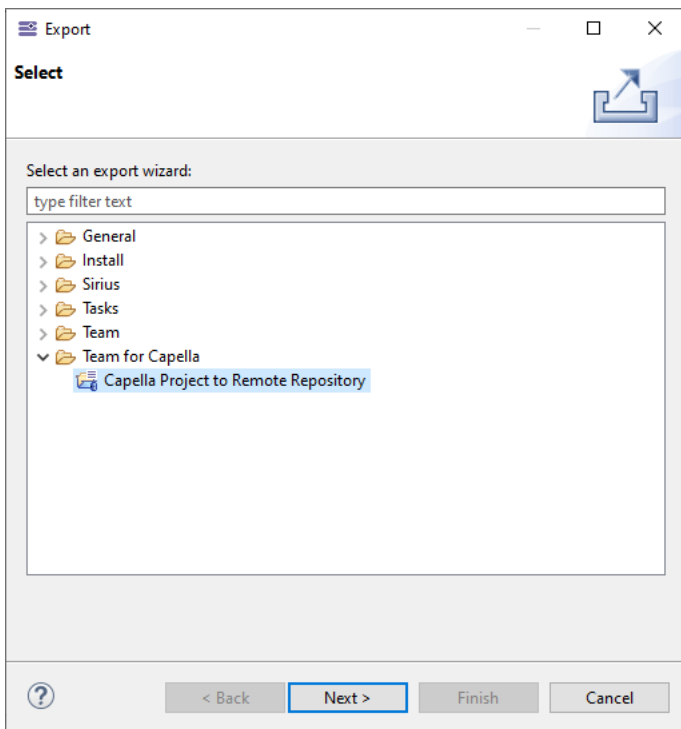 Export
Select
Select an export wizard:
type filter text
General
Install
Sirius
Tasks
Team
Team for Capella
Capella Project to Remote Repository
?
< Back Next > Finish Cancel